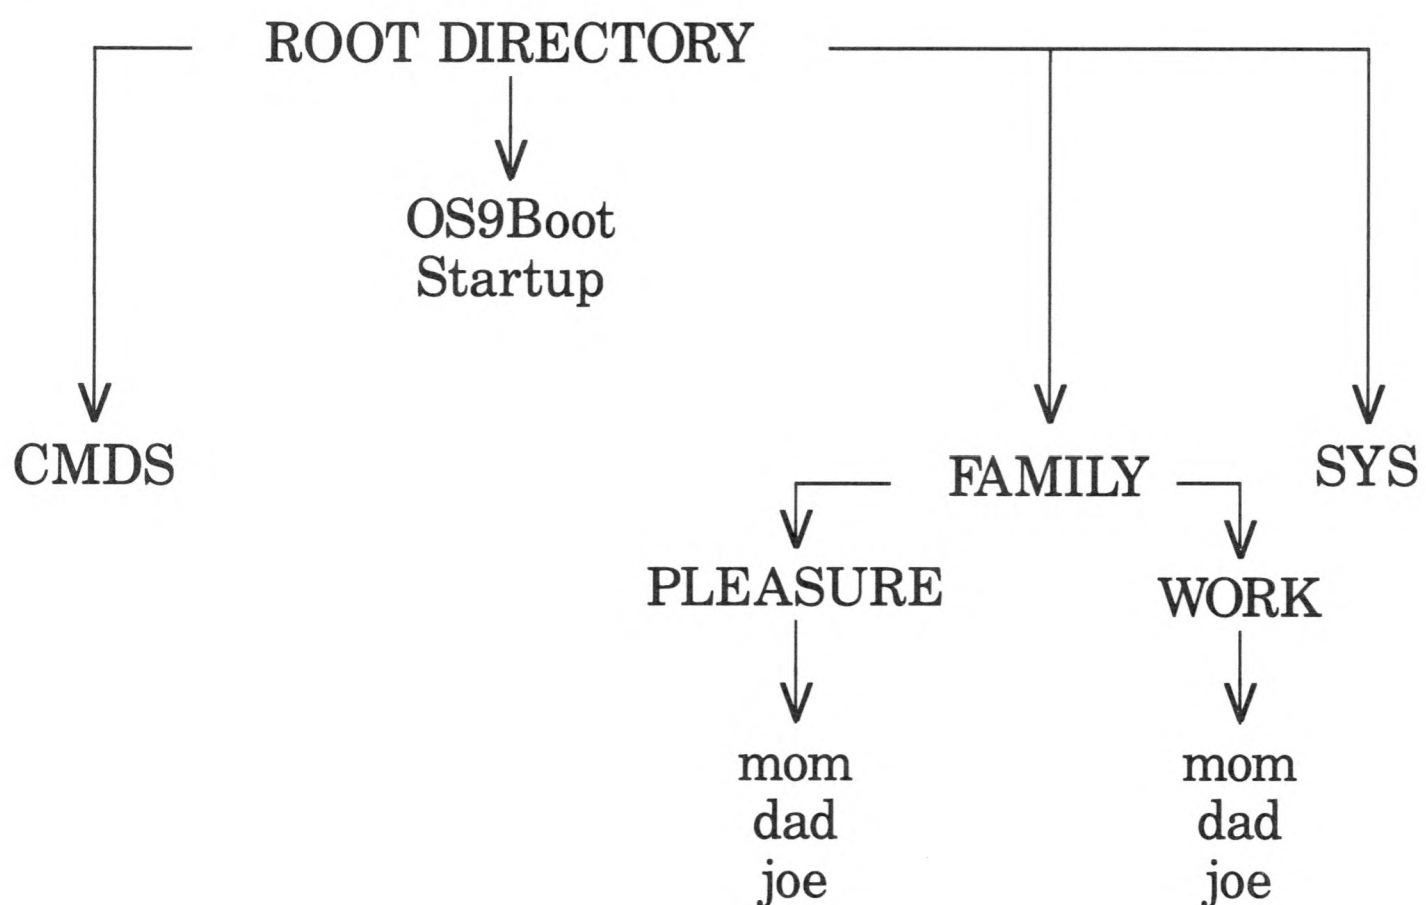 ROOT DIRECTORY
OS9Boot
Startup
CMDS
FAMILY
SYS
PLEASURE
WORK
mom
dad
joe
mom
dad
joe